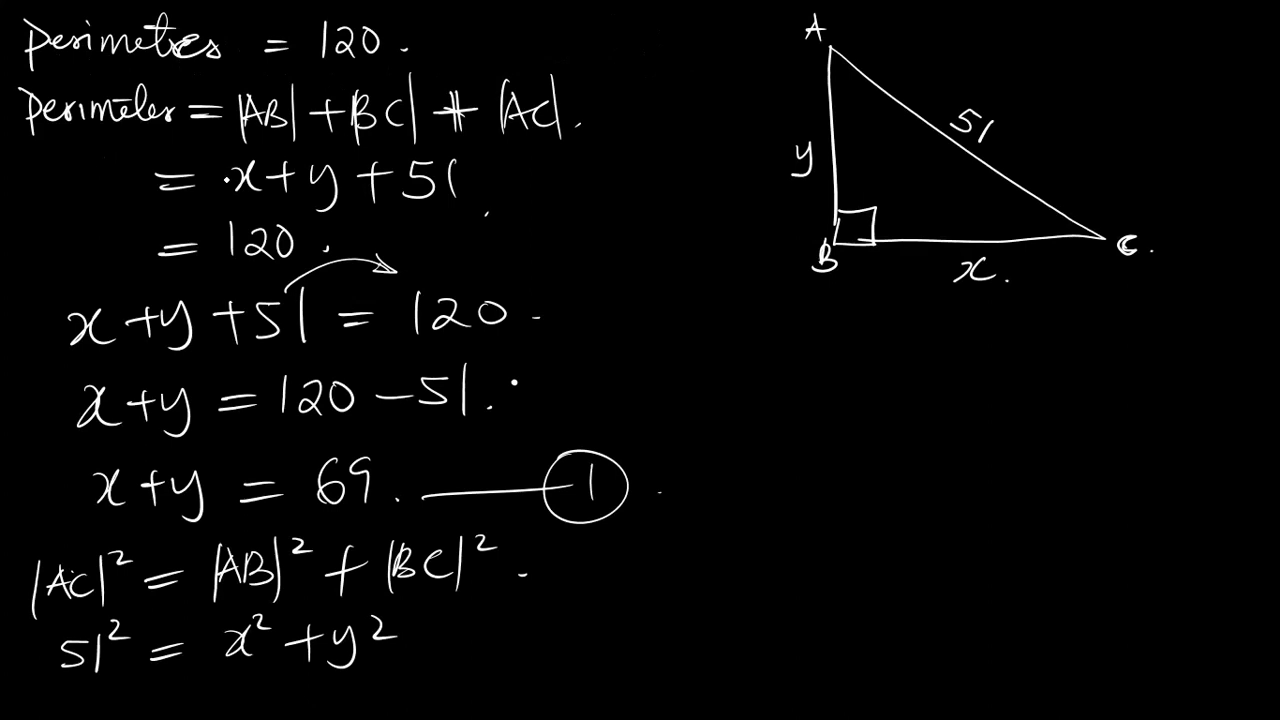 Perimetres = 120.
Perimeter = |AB| + |BC| + |AC|.
= x + y + 51
= 120.
x + y + 51 = 120.
x + y = 120 - 51.
x + y = 69. ——— 1
|AC|² = |AB|² + |BC|².
51² = x² + y²
A
51
y
B
C.
x.